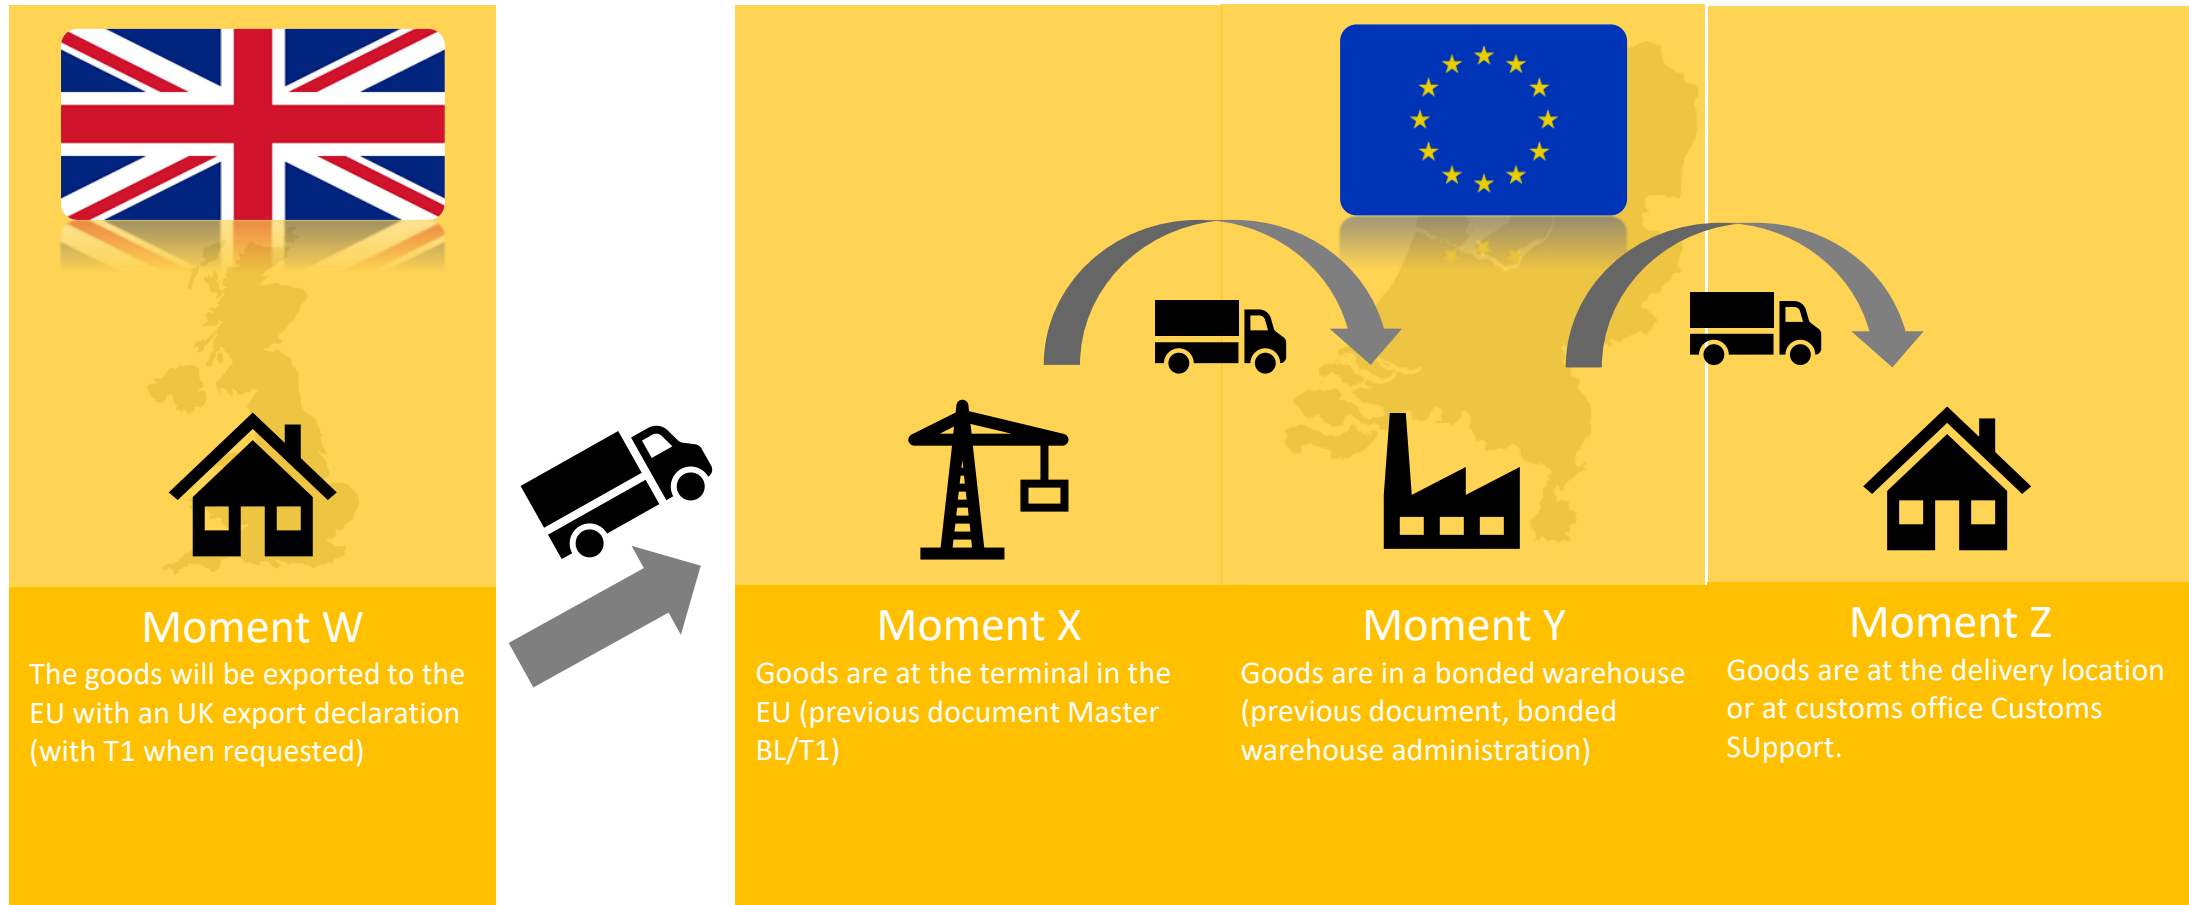 Moment W
The goods will be exported to the
EU with an UK export declaration
(with T1 when requested)
Moment X
Goods are at the terminal in the
EU (previous document Master
BL/T1)
Moment Y
Goods are in a bonded warehouse
(previous document, bonded
warehouse administration)
Moment Z
Goods are at the delivery location
or at customs office Customs
SUpport.